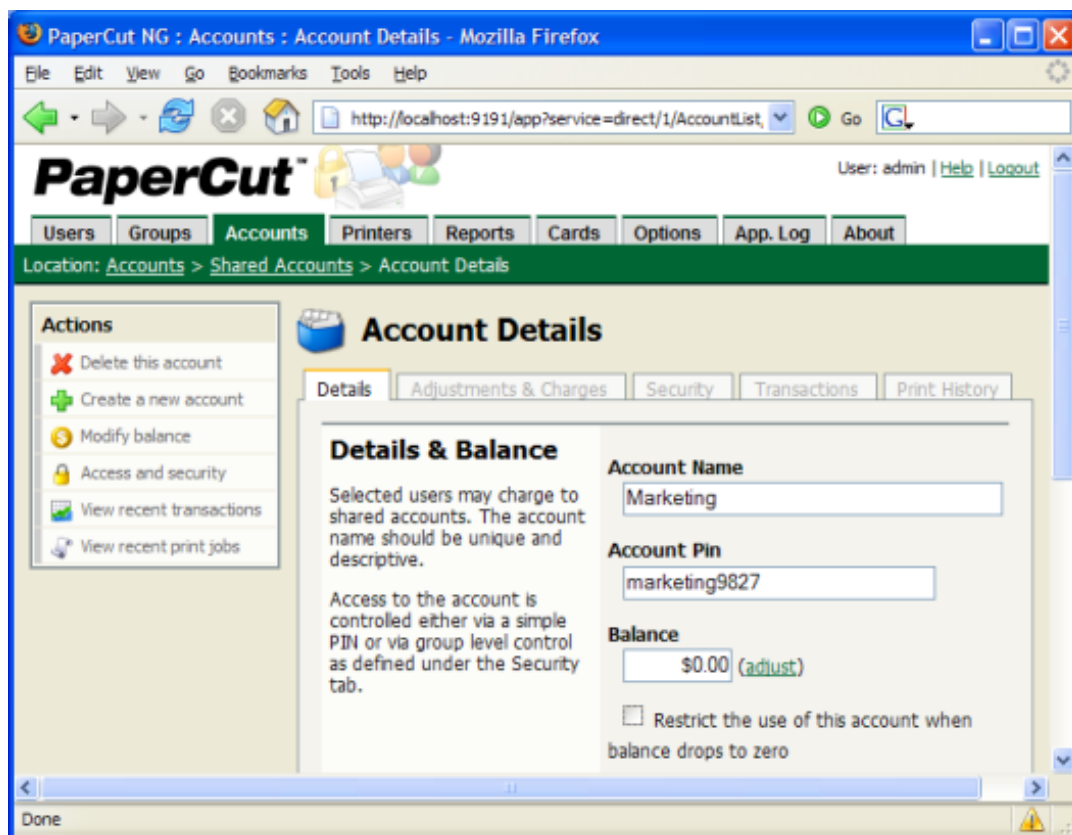 PaperCut NG : Accounts : Account Details - Mozilla Firefox
File Edit View Go Bookmarks Tools Help
http://localhost:9191/app?service=direct/1/AccountList, Go G
PaperCut™
User: admin | Help | Logout
Users Groups Accounts Printers Reports Cards Options App. Log About
Location: Accounts > Shared Accounts > Account Details
Actions
Delete this account
Create a new account
Modify balance
Access and security
View recent transactions
View recent print jobs
Account Details
Details Adjustments & Charges Security Transactions Print History
Details & Balance
Selected users may charge to
shared accounts. The account
name should be unique and
descriptive.
Access to the account is
controlled either via a simple
PIN or via group level control
as defined under the Security
tab.
Account Name
Marketing
Account Pin
marketing9827
Balance
$0.00 (adjust)
Restrict the use of this account when
balance drops to zero
Done